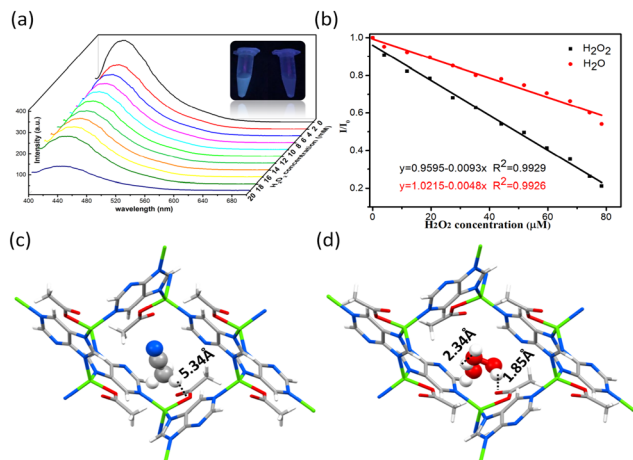 (a)
400
300
200
100
0
Intensity (a.u.)
400 440 480 520 560 600 640 680
wavelength (nm)
20 18 16 14 12 10 8 6 4 2 0
concentration (mM)
(b)
1.0
0.8
0.6
0.4
0.2
I/I₀
H₂O₂
H₂O
y=0.9595-0.0093x R²=0.9929
y=1.0215-0.0048x R²=0.9926
0 20 40 60 80
H2O2 concentration (μM)
(c)
5.34Å
(d)
2.34Å
1.85Å